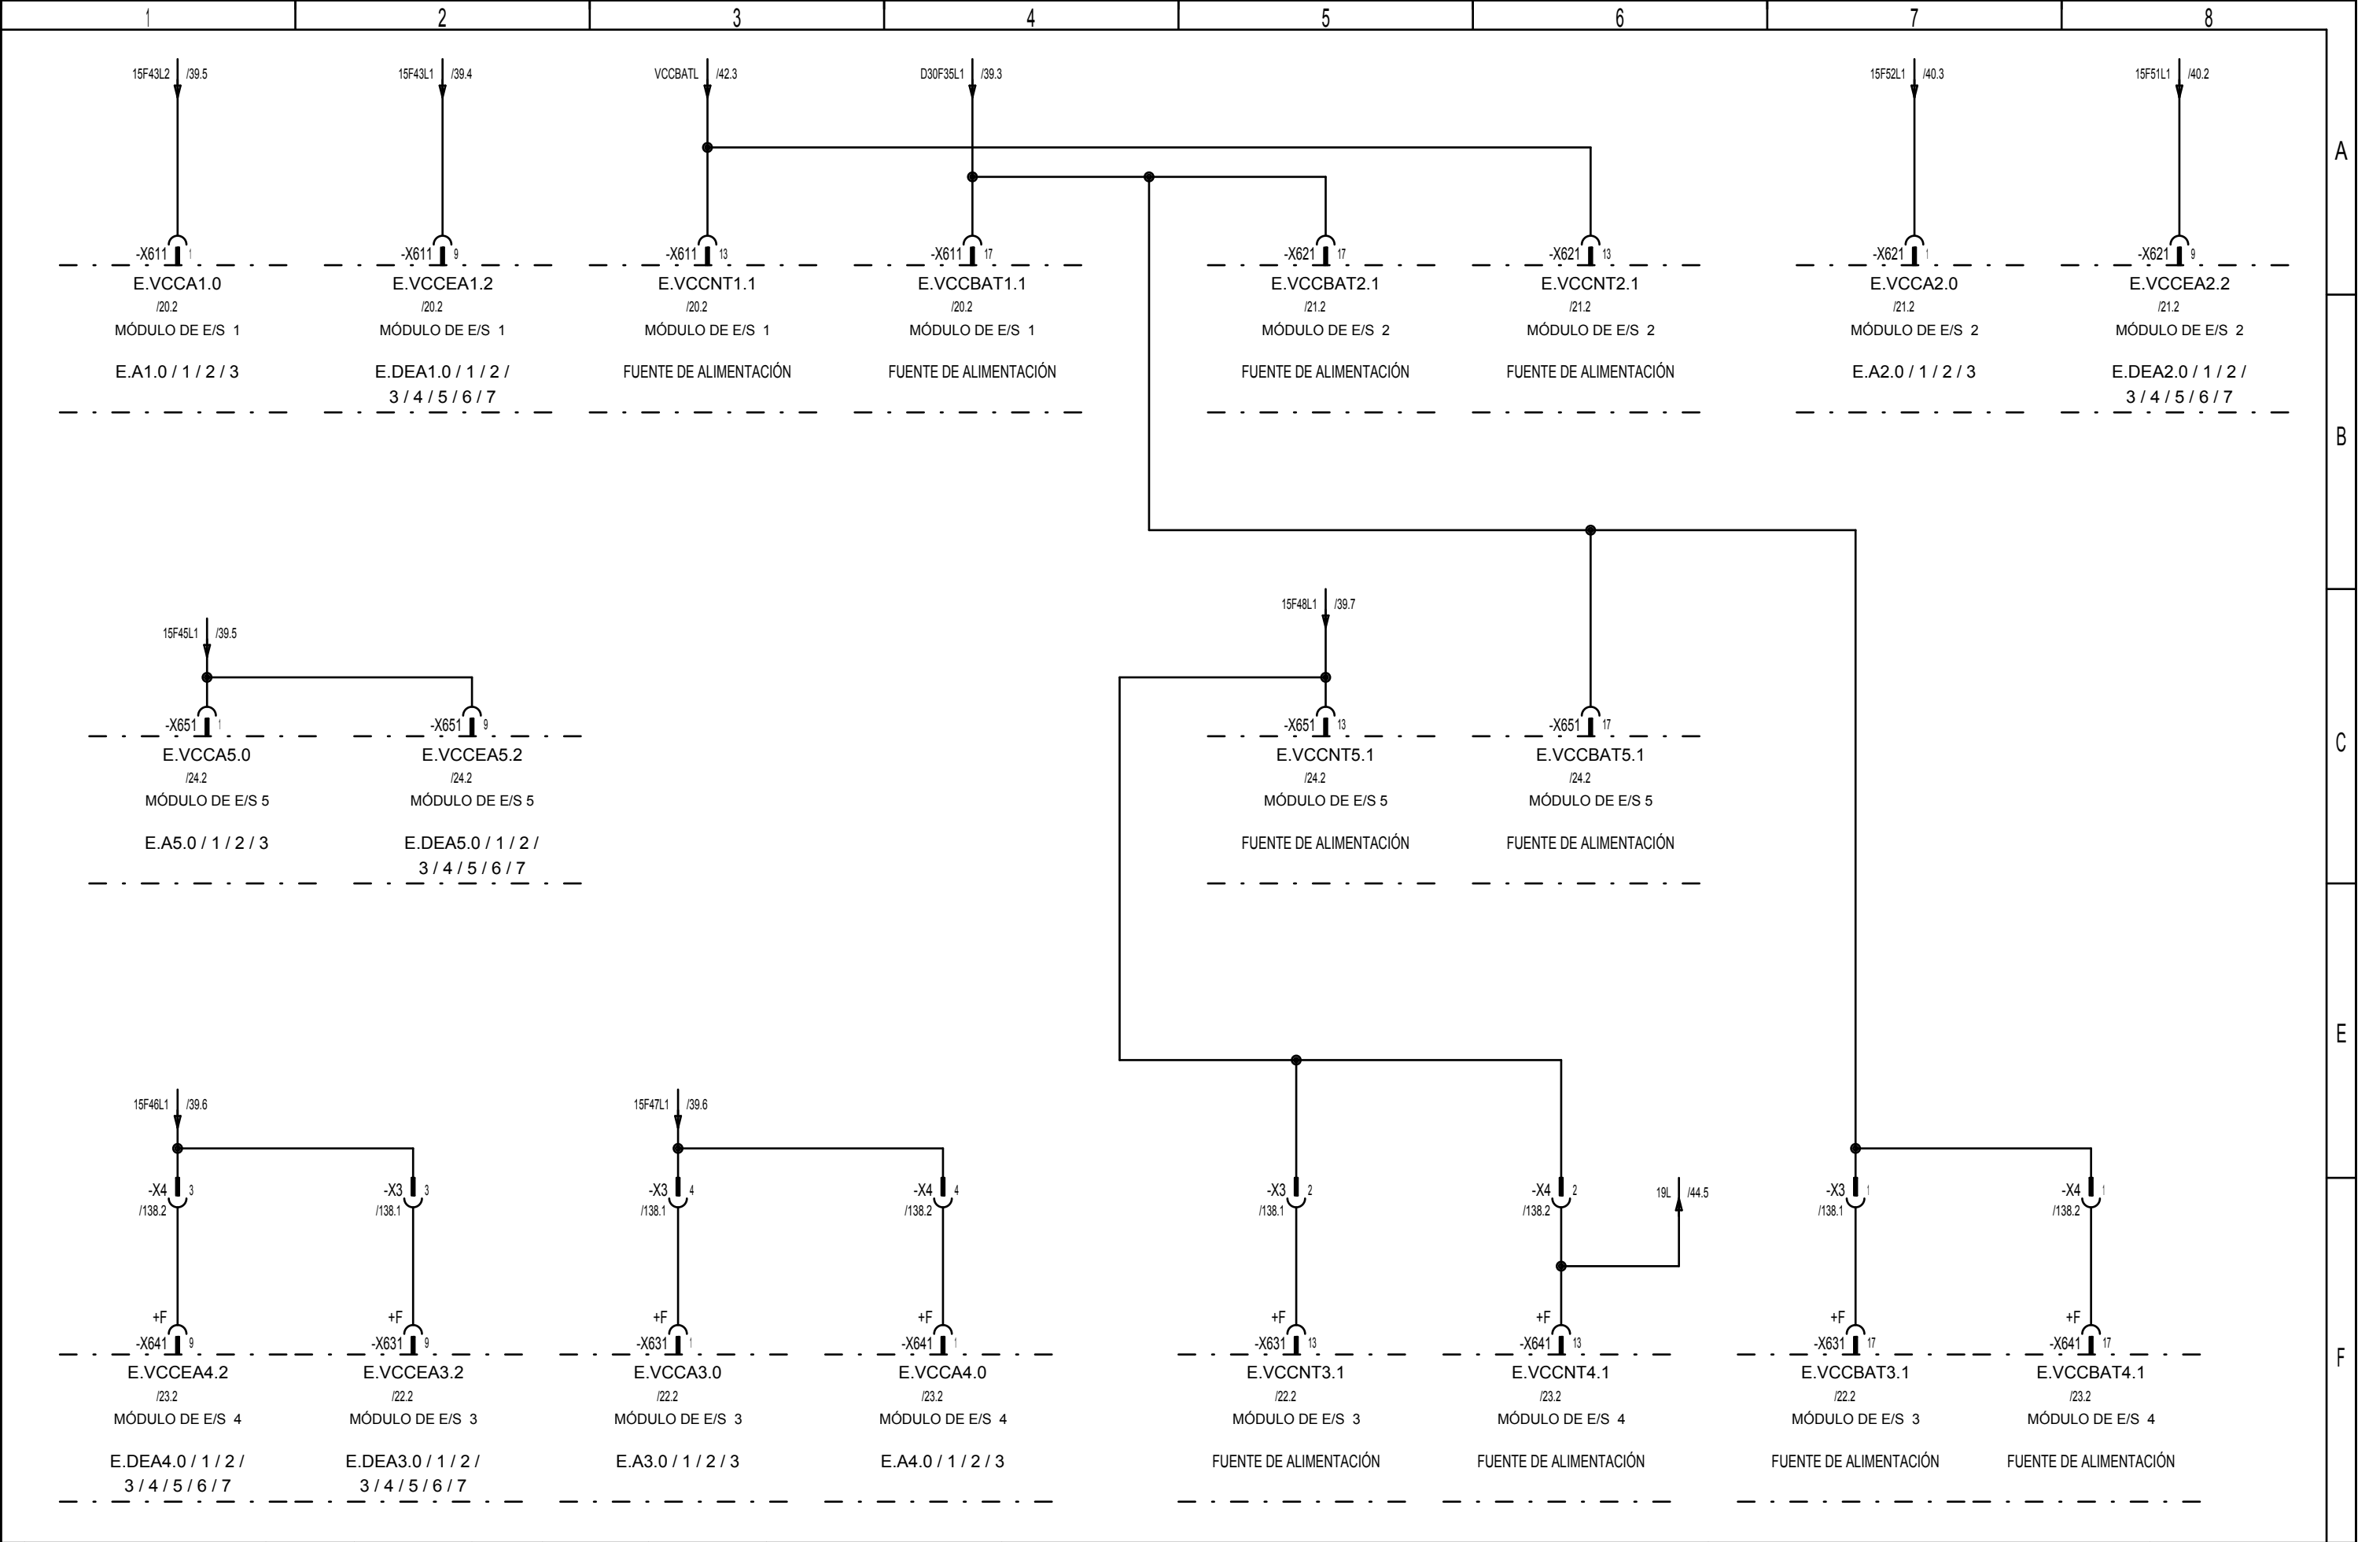 1 2 3 4 5 6 7 8
15F43L2 /39.5 15F43L1 /39.4 VCCBATL /42.3 D30F35L1 /39.3 15F52L1 /40.3 15F51L1 /40.2
A
-X611 1 -X611 9 -X611 13 -X611 17 -X621 17 -X621 13 -X621 1 -X621 9
E.VCCA1.0 E.VCCEA1.2 E.VCCNT1.1 E.VCCBAT1.1 E.VCCBAT2.1 E.VCCNT2.1 E.VCCA2.0 E.VCCEA2.2
/20.2 /20.2 /20.2 /20.2 /21.2 /21.2 /21.2 /21.2
MÓDULO DE E/S 1 MÓDULO DE E/S 1 MÓDULO DE E/S 1 MÓDULO DE E/S 1 MÓDULO DE E/S 2 MÓDULO DE E/S 2 MÓDULO DE E/S 2 MÓDULO DE E/S 2
E.A1.0 / 1 / 2 / 3 E.DEA1.0 / 1 / 2 / FUENTE DE ALIMENTACIÓN FUENTE DE ALIMENTACIÓN FUENTE DE ALIMENTACIÓN FUENTE DE ALIMENTACIÓN E.A2.0 / 1 / 2 / 3 E.DEA2.0 / 1 / 2 /
3 / 4 / 5 / 6 / 7 3 / 4 / 5 / 6 / 7
B
15F48L1 /39.7
15F45L1 /39.5
-X651 1 -X651 9 -X651 13 -X651 17
C
E.VCCA5.0 E.VCCEA5.2 E.VCCNT5.1 E.VCCBAT5.1
/24.2 /24.2 /24.2 /24.2
MÓDULO DE E/S 5 MÓDULO DE E/S 5 MÓDULO DE E/S 5 MÓDULO DE E/S 5
E.A5.0 / 1 / 2 / 3 E.DEA5.0 / 1 / 2 / FUENTE DE ALIMENTACIÓN FUENTE DE ALIMENTACIÓN
3 / 4 / 5 / 6 / 7
E
15F46L1 /39.6 15F47L1 /39.6
-X4 3 -X3 3 -X3 4 -X4 4 -X3 2 -X4 2 19L /44.5 -X3 1 -X4 1
/138.2 /138.1 /138.1 /138.2 /138.1 /138.2 /138.1 /138.2
+F +F +F +F +F +F +F +F
-X641 9 -X631 9 -X631 1 -X641 1 -X631 13 -X641 13 -X631 17 -X641 17
F
E.VCCEA4.2 E.VCCEA3.2 E.VCCA3.0 E.VCCA4.0 E.VCCNT3.1 E.VCCNT4.1 E.VCCBAT3.1 E.VCCBAT4.1
/23.2 /22.2 /22.2 /23.2 /22.2 /23.2 /22.2 /23.2
MÓDULO DE E/S 4 MÓDULO DE E/S 3 MÓDULO DE E/S 3 MÓDULO DE E/S 4 MÓDULO DE E/S 3 MÓDULO DE E/S 4 MÓDULO DE E/S 3 MÓDULO DE E/S 4
E.DEA4.0 / 1 / 2 / E.DEA3.0 / 1 / 2 / E.A3.0 / 1 / 2 / 3 E.A4.0 / 1 / 2 / 3 FUENTE DE ALIMENTACIÓN FUENTE DE ALIMENTACIÓN FUENTE DE ALIMENTACIÓN FUENTE DE ALIMENTACIÓN
3 / 4 / 5 / 6 / 7 3 / 4 / 5 / 6 / 7